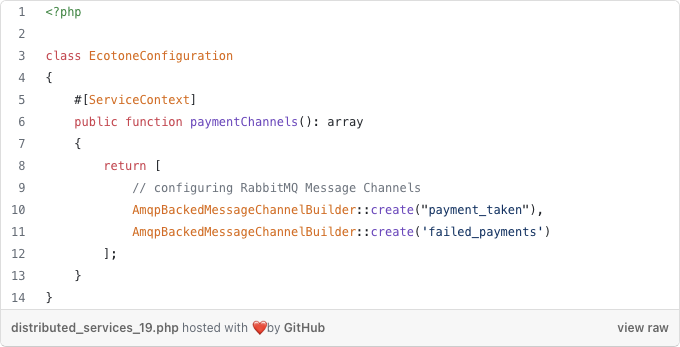 1 <?php
2
3 class EcotoneConfiguration
4 {
5     #[ServiceContext]
6     public function paymentChannels(): array
7     {
8         return [
9             // configuring RabbitMQ Message Channels
10             AmqpBackedMessageChannelBuilder::create("payment_taken"),
11             AmqpBackedMessageChannelBuilder::create('failed_payments')
12         ];
13     }
14 }
distributed_services_19.php hosted with ❤️by GitHub view raw